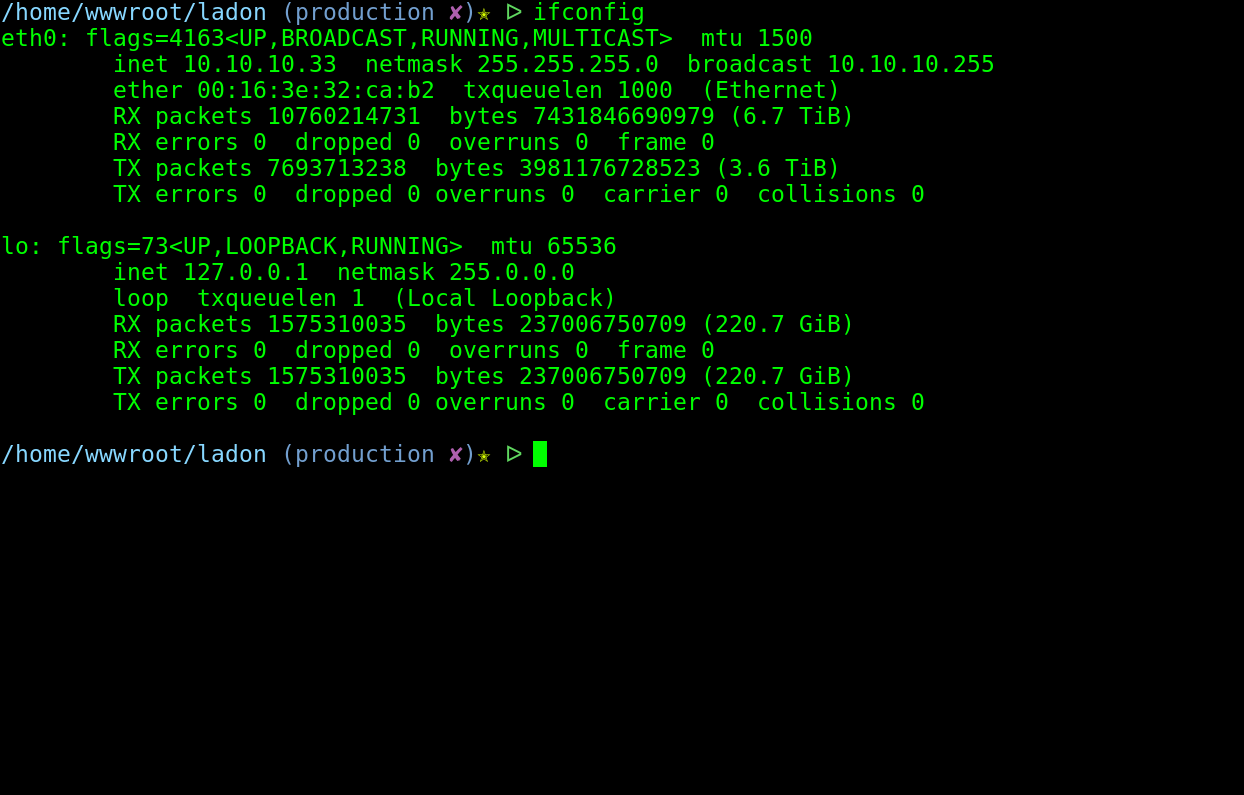 /home/wwwroot/ladon (production ✘)✭ ᐅ ifconfig
eth0: flags=4163<UP,BROADCAST,RUNNING,MULTICAST>  mtu 1500
        inet 10.10.10.33  netmask 255.255.255.0  broadcast 10.10.10.255
        ether 00:16:3e:32:ca:b2  txqueuelen 1000  (Ethernet)
        RX packets 10760214731  bytes 7431846690979 (6.7 TiB)
        RX errors 0  dropped 0  overruns 0  frame 0
        TX packets 7693713238  bytes 3981176728523 (3.6 TiB)
        TX errors 0  dropped 0 overruns 0  carrier 0  collisions 0

lo: flags=73<UP,LOOPBACK,RUNNING>  mtu 65536
        inet 127.0.0.1  netmask 255.0.0.0
        loop  txqueuelen 1  (Local Loopback)
        RX packets 1575310035  bytes 237006750709 (220.7 GiB)
        RX errors 0  dropped 0  overruns 0  frame 0
        TX packets 1575310035  bytes 237006750709 (220.7 GiB)
        TX errors 0  dropped 0 overruns 0  carrier 0  collisions 0

/home/wwwroot/ladon (production ✘)✭ ᐅ